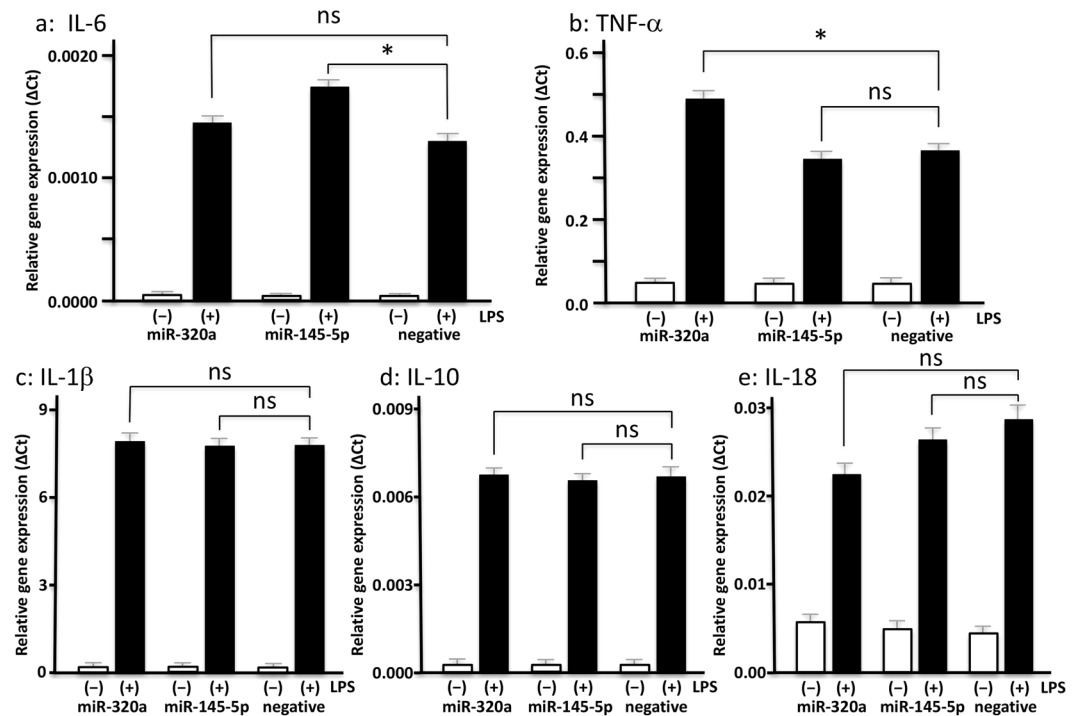 a: IL-6
ns
*
Relative gene expression (ΔCt)
0.0020
0.0010
0.0000
(−) (+) (−) (+) (−) (+) LPS
miR-320a miR-145-5p negative
b: TNF-α
*
ns
Relative gene expression (ΔCt)
0.6
0.4
0.2
0.0
(−) (+) (−) (+) (−) (+) LPS
miR-320a miR-145-5p negative
c: IL-1β
ns
ns
Relative gene expression (ΔCt)
9
6
3
0
(−) (+) (−) (+) (−) (+) LPS
miR-320a miR-145-5p negative
d: IL-10
ns
ns
Relative gene expression (ΔCt)
0.009
0.006
0.003
0.000
(−) (+) (−) (+) (−) (+) LPS
miR-320a miR-145-5p negative
e: IL-18
ns
ns
Relative gene expression (ΔCt)
0.03
0.02
0.01
0.00
(−) (+) (−) (+) (−) (+) LPS
miR-320a miR-145-5p negative